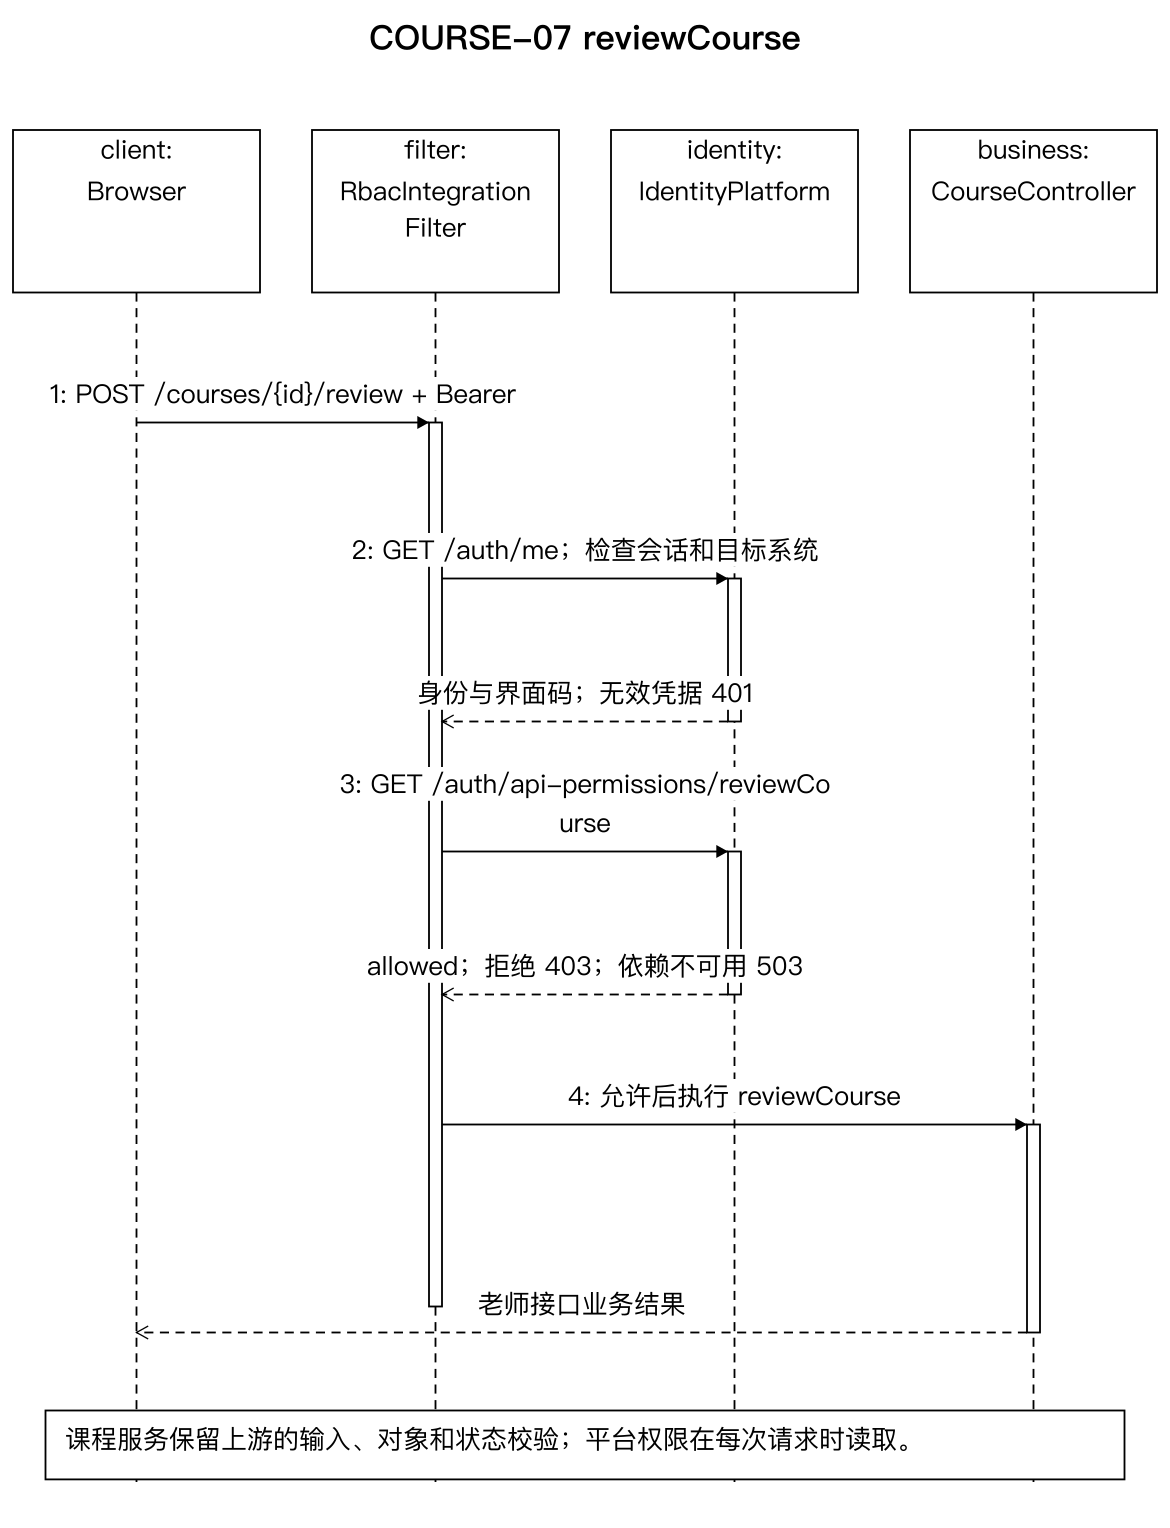 COURSE-07 reviewCourse
client:
Browser
filter:
RbacIntegration
Filter
identity:
IdentityPlatform
business:
CourseController
1: POST /courses/{id}/review + Bearer
2: GET /auth/me；检查会话和目标系统
身份与界面码；无效凭据 401
3: GET /auth/api-permissions/reviewCo
urse
allowed；拒绝 403；依赖不可用 503
4: 允许后执行 reviewCourse
老师接口业务结果
课程服务保留上游的输入、对象和状态校验；平台权限在每次请求时读取。